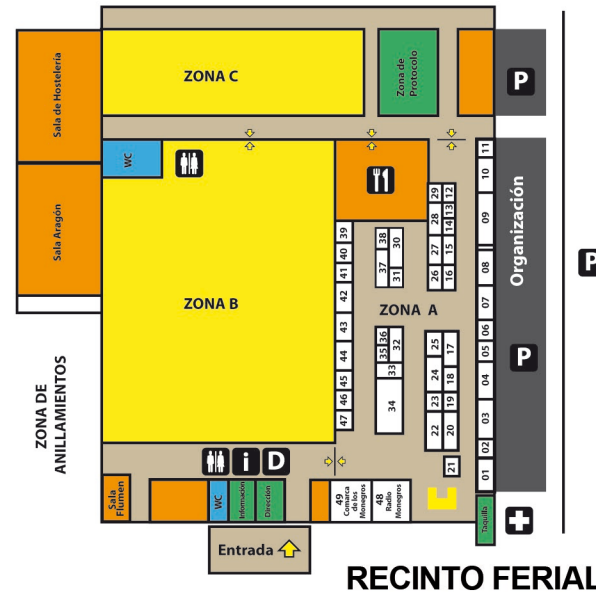 ZONA C
Zona de
Protocolo
P
Sala de Hostelería
WC
Sala Aragón
ZONA B
ZONA A
Organización
P
P
11
10
09
08
07
06
05
04
03
02
01
29
28
27
26
12
13
14
15
16
38
37
30
31
39
40
41
42
43
44
45
46
47
36
35
32
33
34
25
24
23
22
17
18
19
20
21
ZONA DE
ANILLAMIENTOS
i
D
Sala
Flumen
WC
Información
Dirección
49
Comarca
de los
Monegros
48
Radio
Monegros
Taquilla
Entrada
RECINTO FERIAL